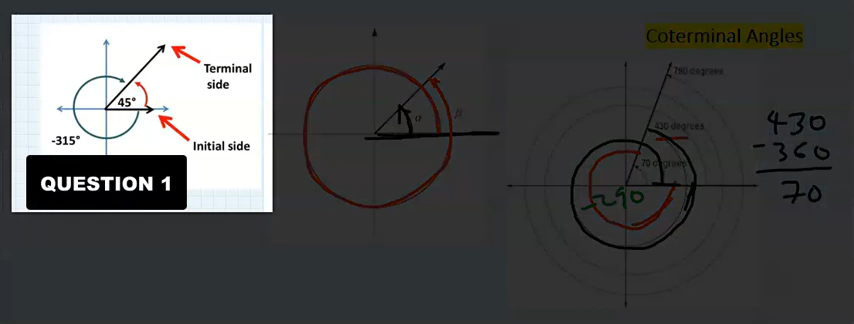 Terminal
side
45°
-315°
Initial side
QUESTION 1
α
β
Coterminal Angles
790 degrees
430 degrees
70 degrees
-290
430
-360
70